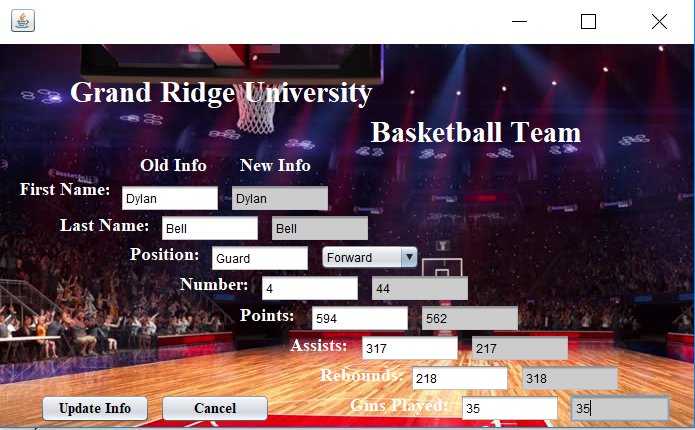 Grand Ridge University
Basketball Team
Old Info New Info
First Name: Dylan Dylan
Last Name: Bell Bell
Position: Guard Forward
Number: 4 44
Points: 594 562
Assists: 317 217
Rebounds: 218 318
Gms Played: 35 35
Update Info Cancel